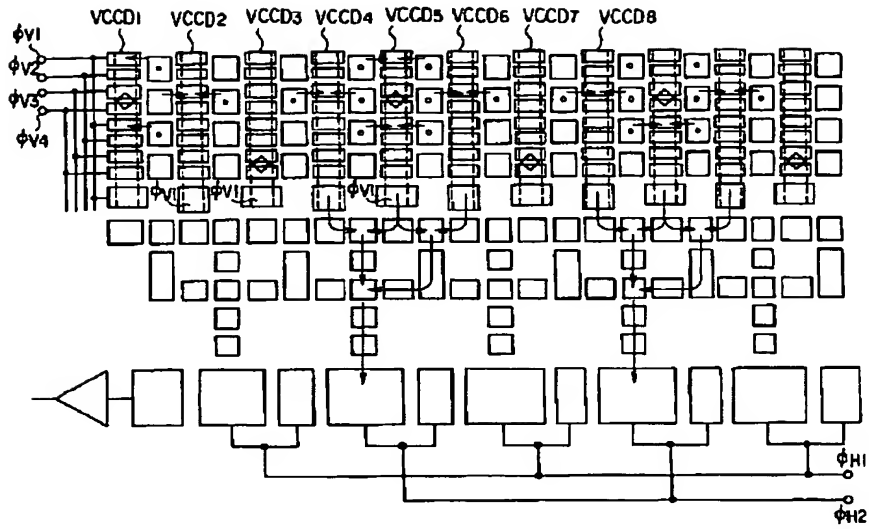 VCCD1 VCCD2 VCCD3 VCCD4 VCCD5 VCCD6 VCCD7 VCCD8
ϕV1
ϕV2
ϕV3
ϕV4
ϕV1 ϕV1 ϕV1
ϕH1
ϕH2